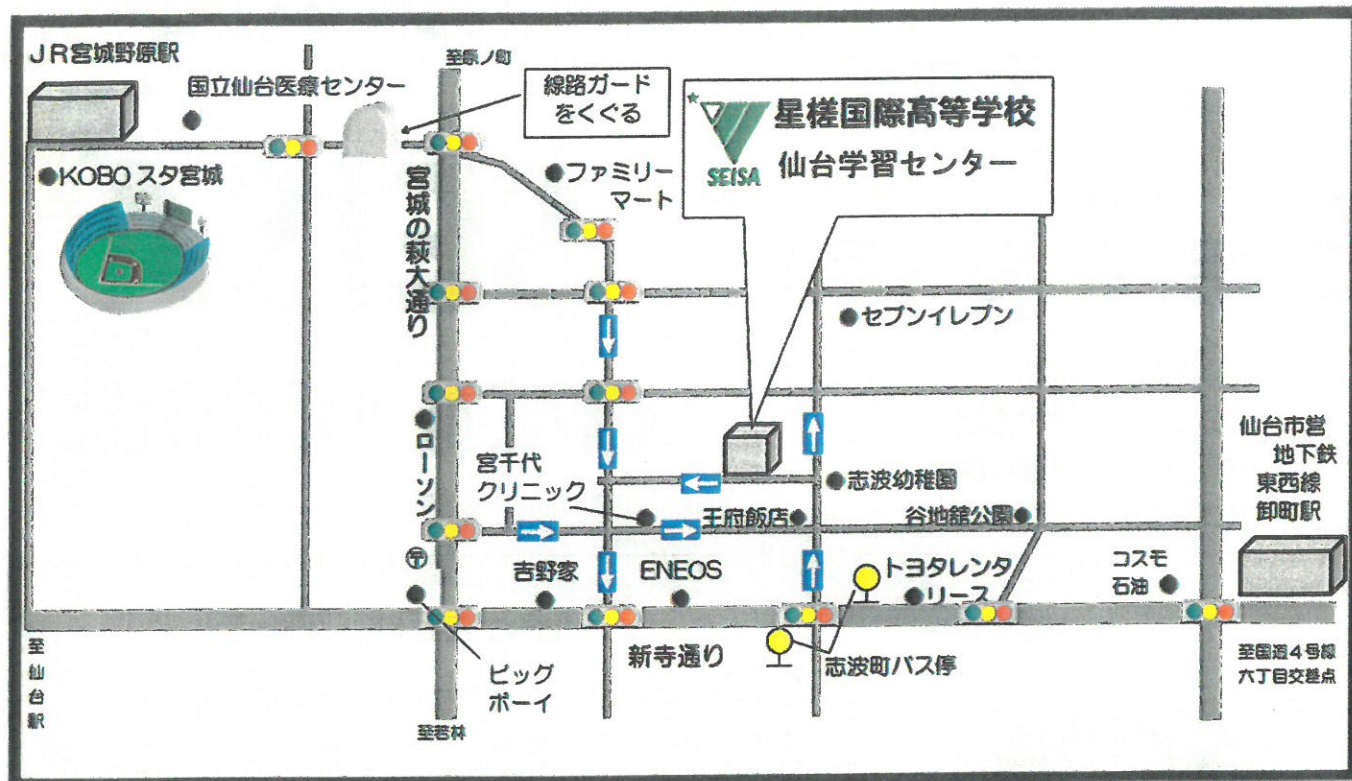 JR宮城野原駅
国立仙台医療センター
至原ノ町
線路ガード
をくぐる
星槎国際高等学校
仙台学習センター
SEISA
KOBOスタ宮城
ファミリー
マート
宮城の萩大通り
セブンイレブン
ローソン
宮千代
クリニック
志波幼稚園
王府飯店
谷地舘公園
仙台市営
地下鉄
東西線
卸町駅
吉野家
ENEOS
トヨタレンタ
リース
コスモ
石油
〒
新寺通り
志波町バス停
ビッグ
ボーイ
至仙台駅
至若林
至国道4号線
六丁目交差点